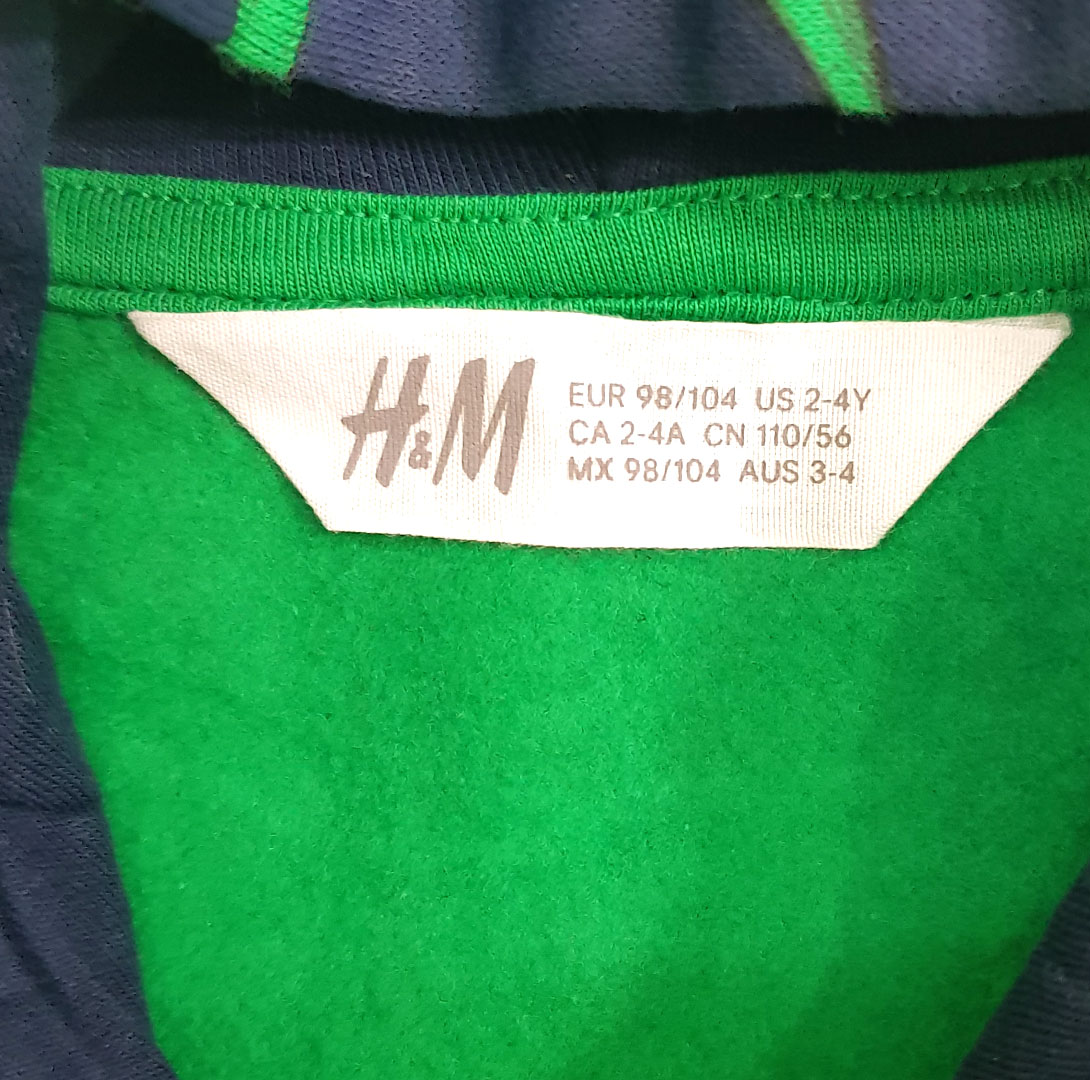 H&M
EUR 98/104 US 2-4Y
CA 2-4A CN 110/56
MX 98/104 AUS 3-4